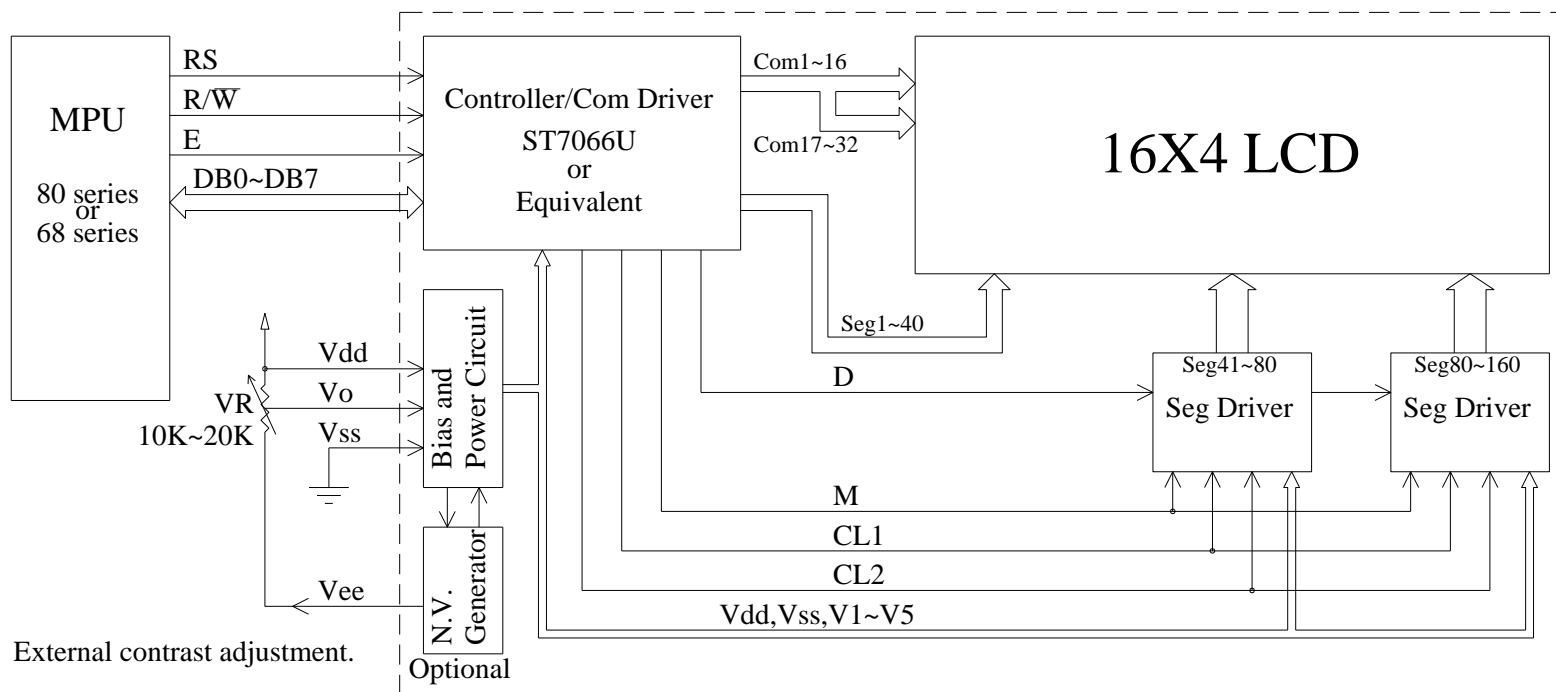 MPU
80 series
or
68 series
RS
R/W̅
E
DB0~DB7
Controller/Com Driver
ST7066U
or
Equivalent
Com1~16
Com17~32
16X4 LCD
Seg1~40
D
Seg41~80
Seg Driver
Seg80~160
Seg Driver
Vdd
Vo
Vss
VR
10K~20K
Bias and
Power Circuit
M
CL1
CL2
Vdd,Vss,V1~V5
Vee
N.V.
Generator
Optional
External contrast adjustment.